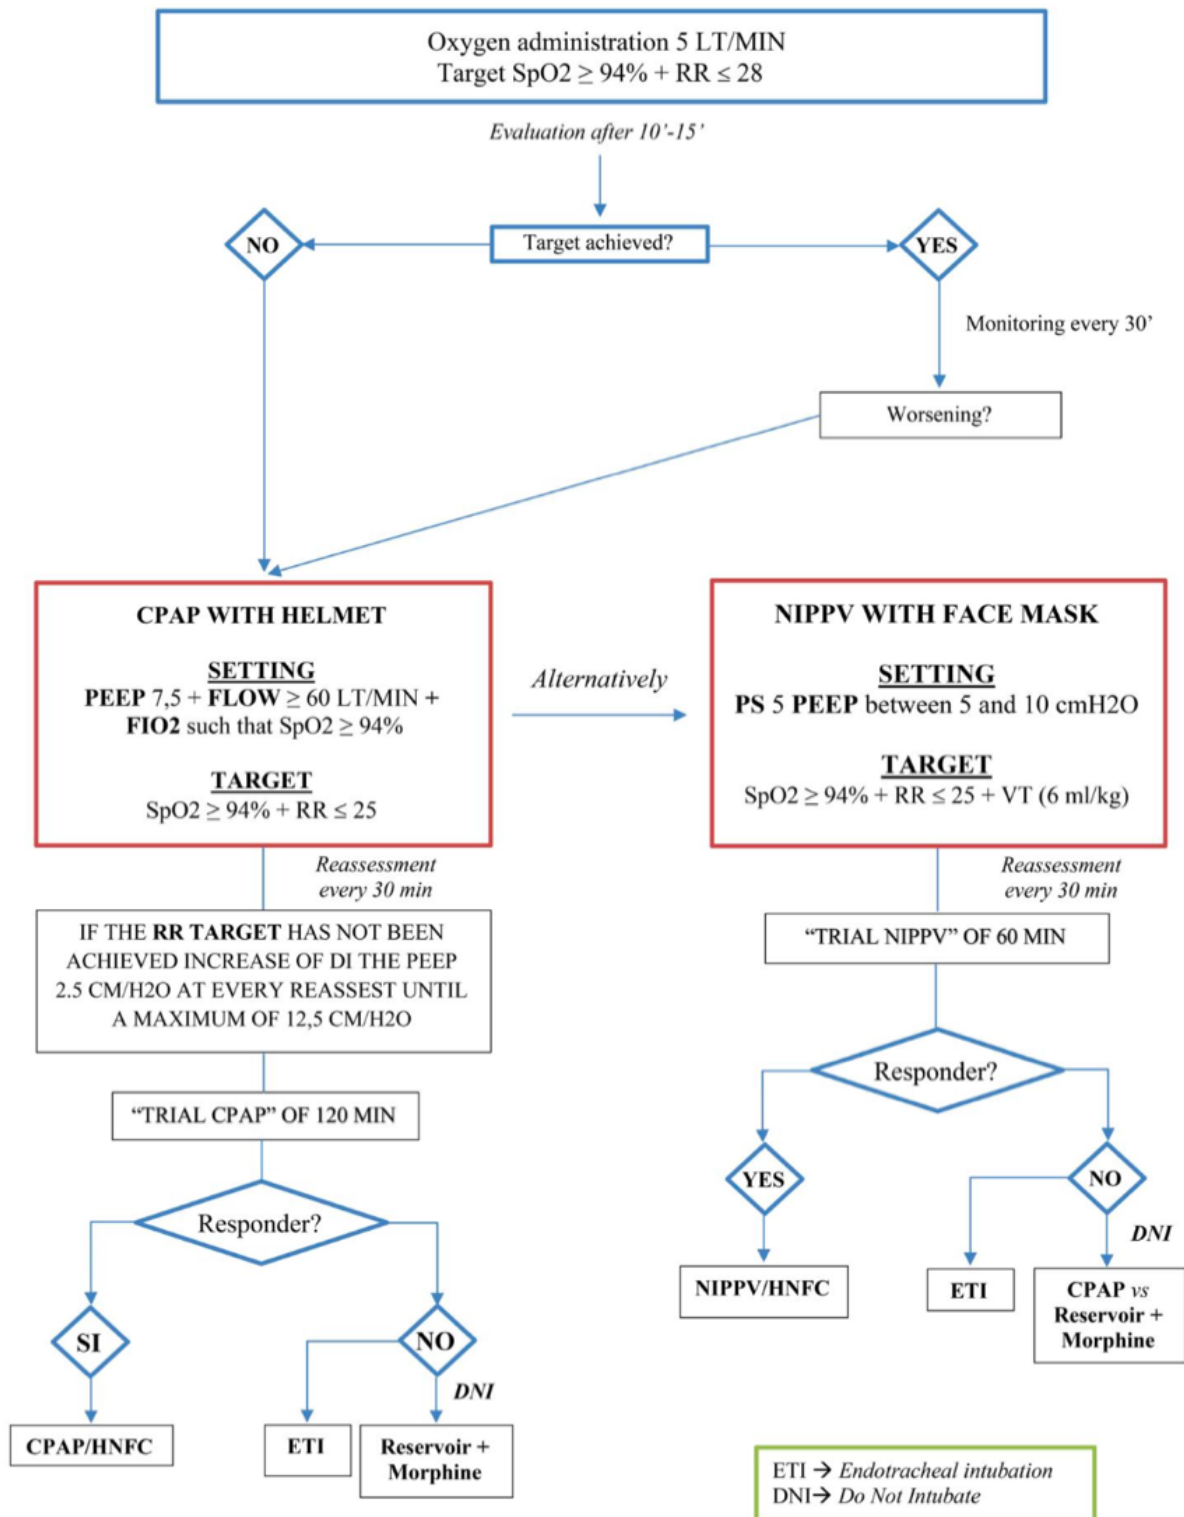 Oxygen administration 5 LT/MIN
Target SpO2 ≥ 94% + RR ≤ 28
Evaluation after 10’-15’
NO
Target achieved?
YES
Monitoring every 30’
Worsening?
CPAP WITH HELMET
SETTING
PEEP 7,5 + FLOW ≥ 60 LT/MIN +
FIO2 such that SpO2 ≥ 94%
TARGET
SpO2 ≥ 94% + RR ≤ 25
Alternatively
NIPPV WITH FACE MASK
SETTING
PS 5 PEEP between 5 and 10 cmH2O
TARGET
SpO2 ≥ 94% + RR ≤ 25 + VT (6 ml/kg)
Reassessment
every 30 min
IF THE RR TARGET HAS NOT BEEN
ACHIEVED INCREASE OF DI THE PEEP
2.5 CM/H2O AT EVERY REASSEST UNTIL
A MAXIMUM OF 12,5 CM/H2O
“TRIAL CPAP” OF 120 MIN
Responder?
SI
NO
DNI
CPAP/HNFC
ETI
Reservoir +
Morphine
Reassessment
every 30 min
“TRIAL NIPPV” OF 60 MIN
Responder?
YES
NO
DNI
NIPPV/HNFC
ETI
CPAP vs
Reservoir +
Morphine
ETI → Endotracheal intubation
DNI→ Do Not Intubate